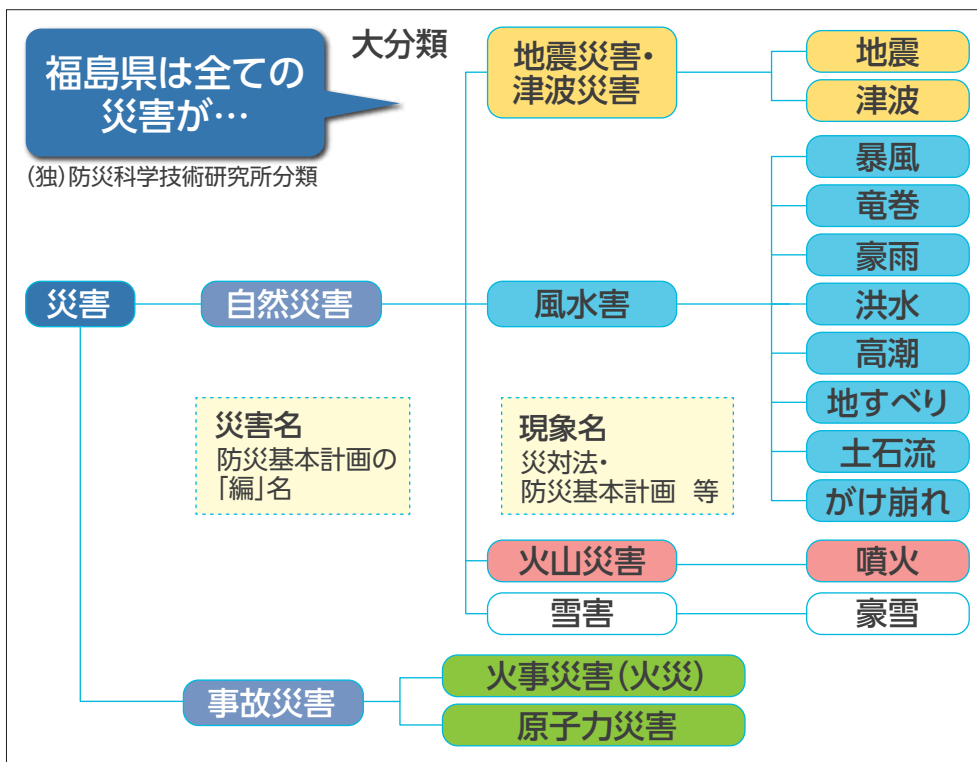 福島県は全ての
災害が…
(独)防災科学技術研究所分類
大分類
災害
自然災害
地震災害・
津波災害
地震
津波
風水害
暴風
竜巻
豪雨
洪水
高潮
地すべり
土石流
がけ崩れ
災害名
防災基本計画の
「編」名
現象名
災対法・
防災基本計画 等
火山災害
噴火
雪害
豪雪
事故災害
火事災害(火災)
原子力災害